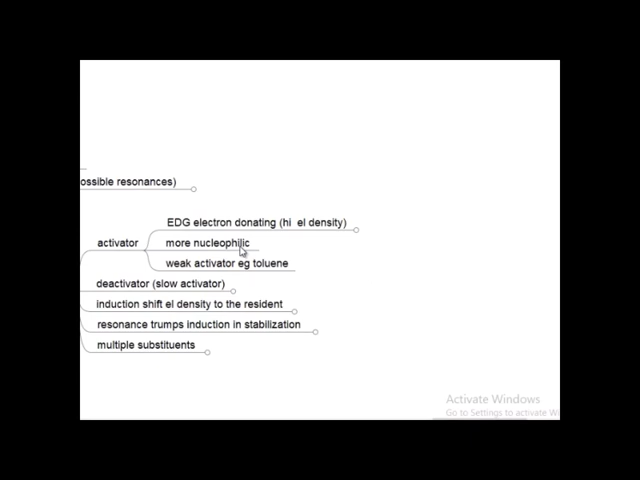 ossible resonances)
EDG electron donating (hi el density)
activator
more nucleophilic
weak activator eg toluene
deactivator (slow activator)
induction shift el density to the resident
resonance trumps induction in stabilization
multiple substituents
Activate Windows
Go to Settings to activate Wi